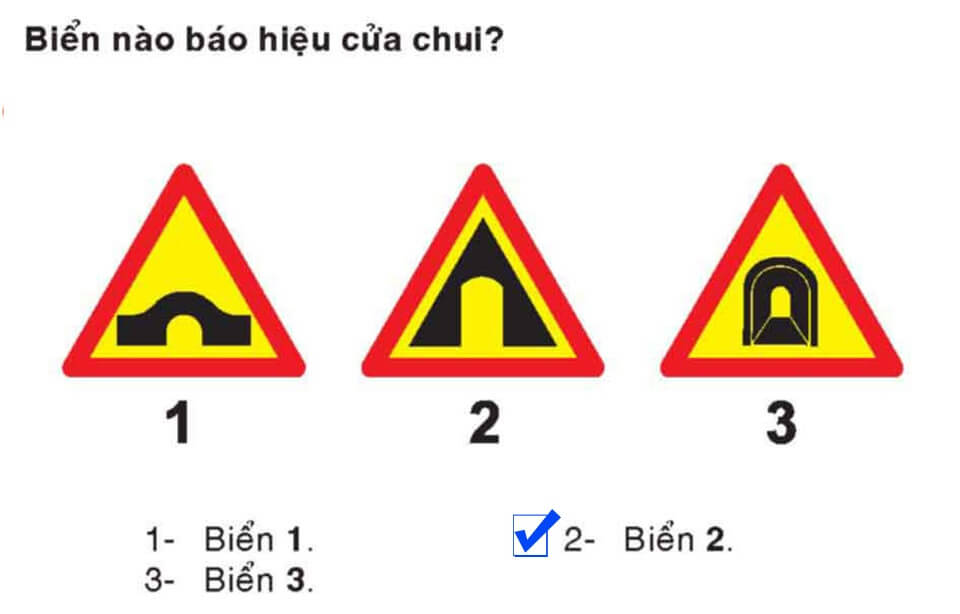 Biển nào báo hiệu cửa chui?
1 2 3
1- Biển 1. 2- Biển 2.
3- Biển 3.